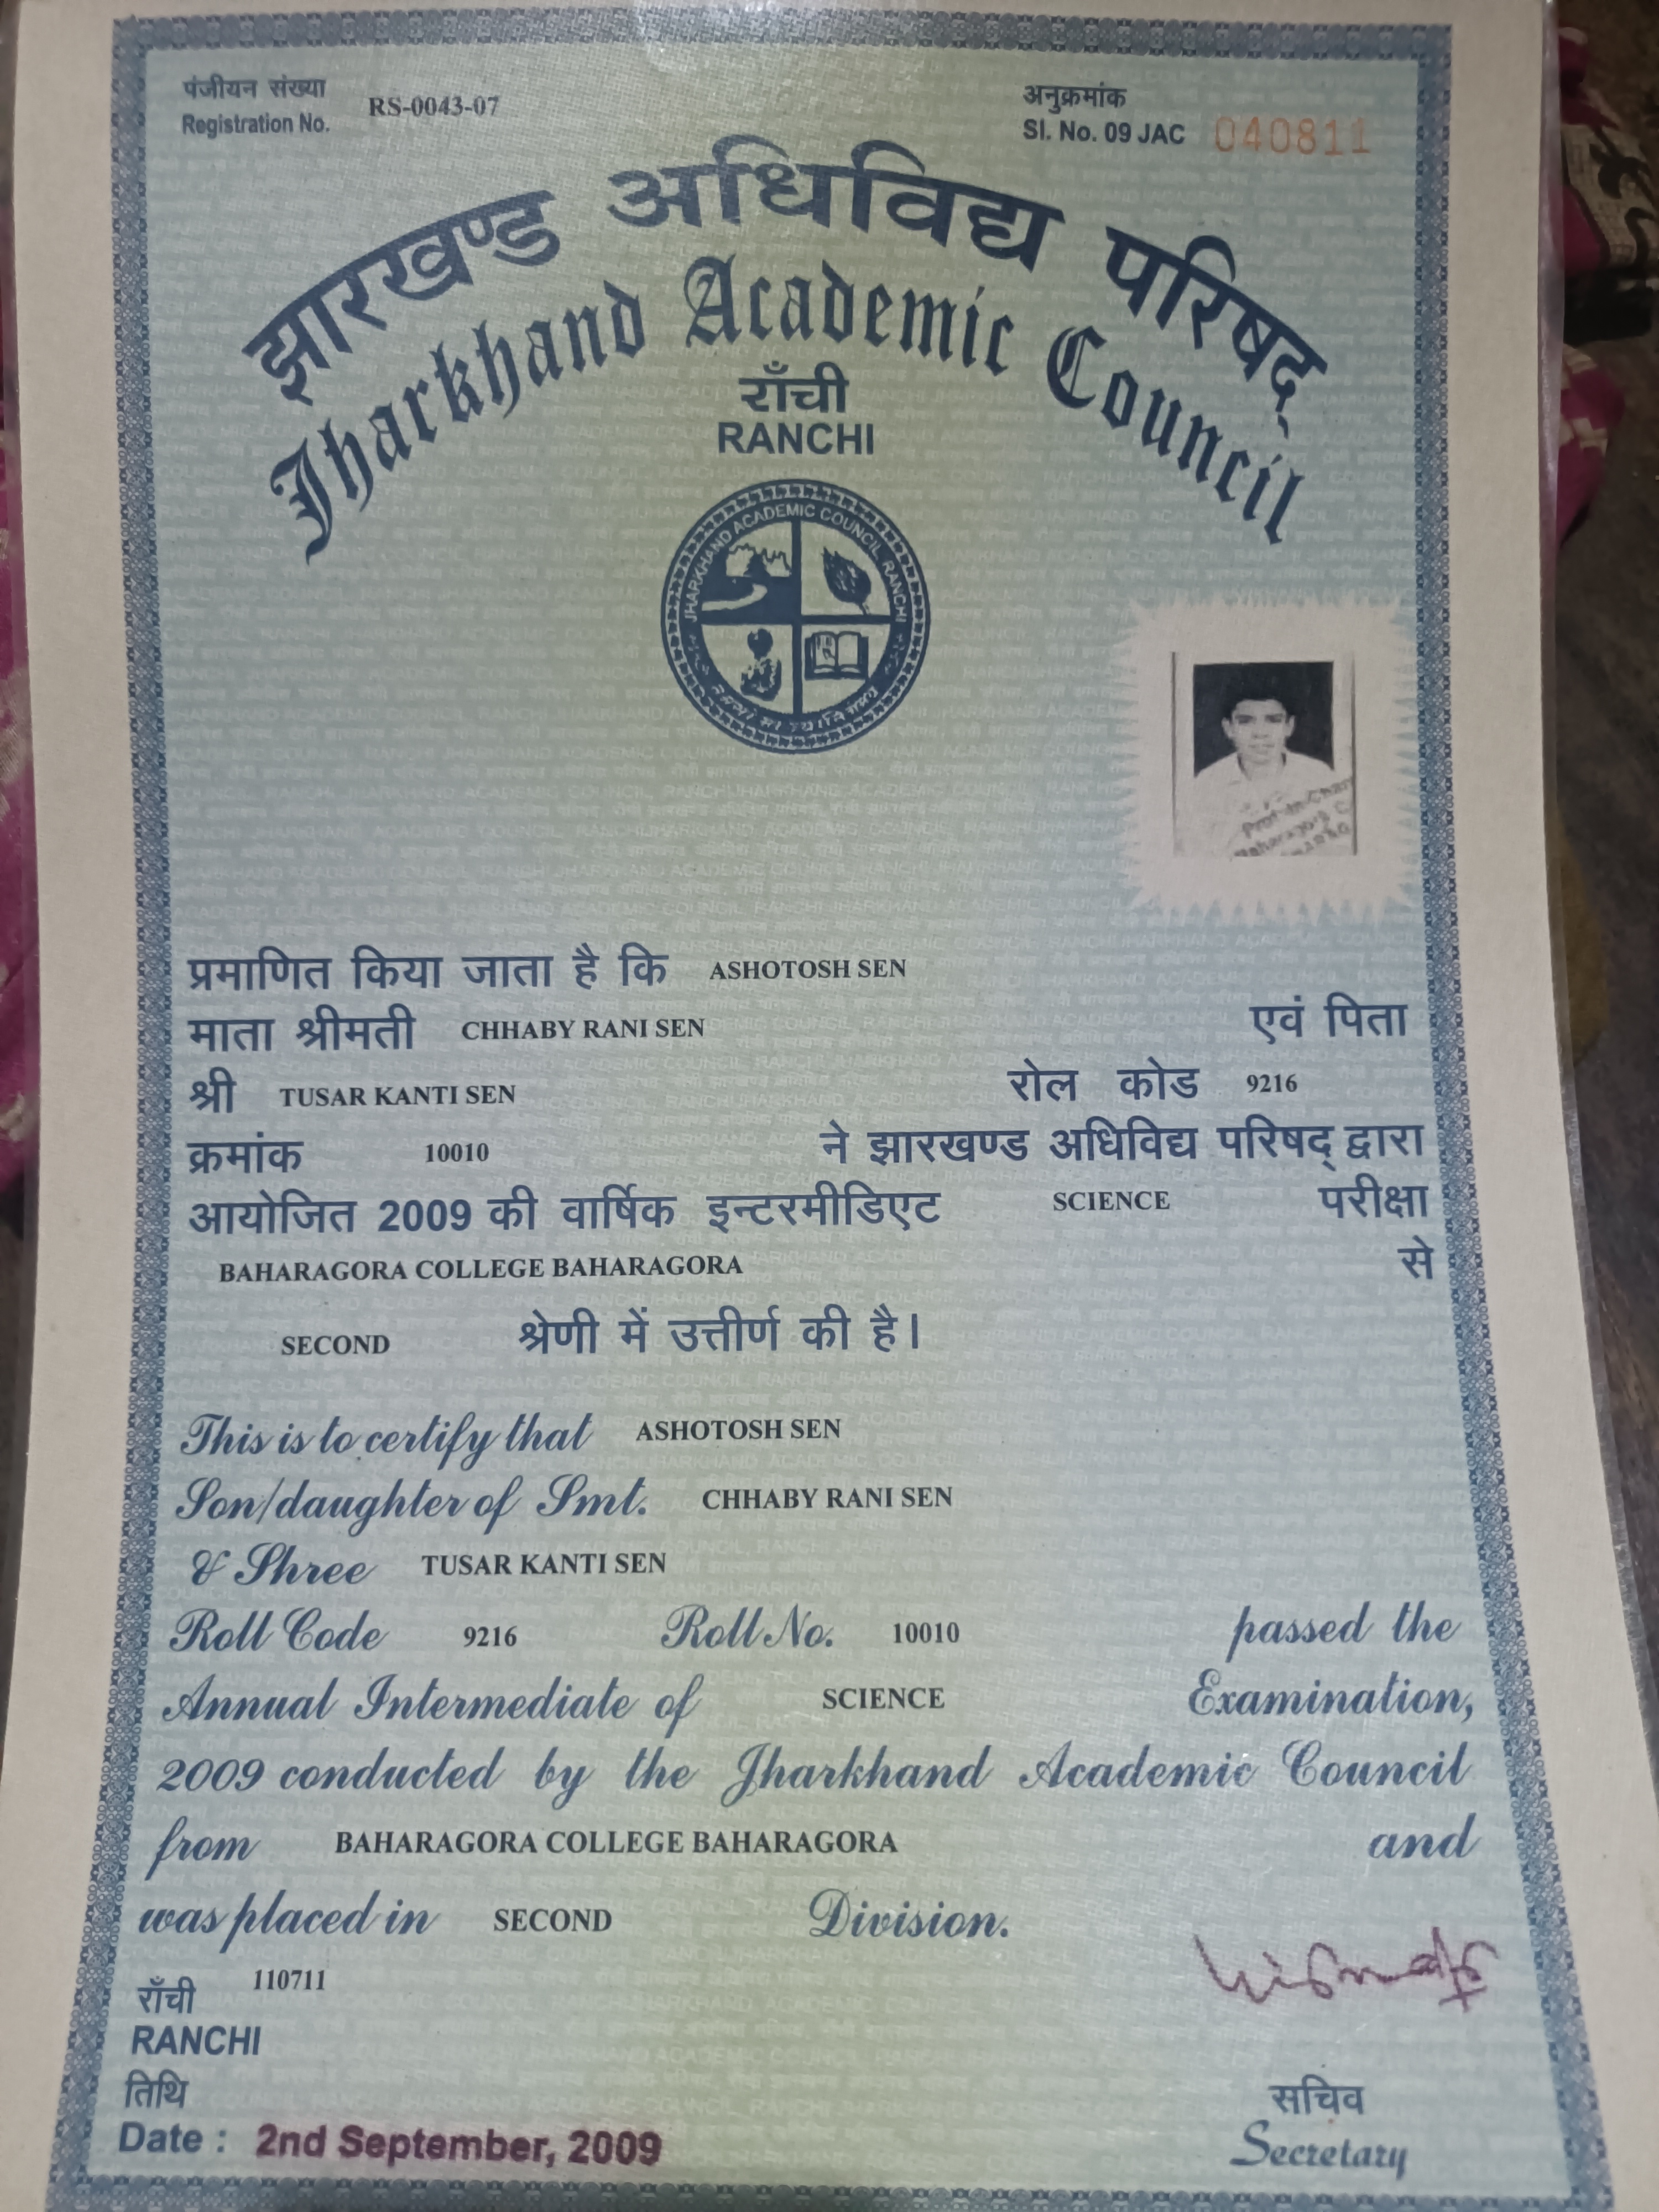 पंजीयन संख्या
Registration No. RS-0043-07
अनुक्रमांक
Sl. No. 09 JAC 040811
झारखण्ड अधिविद्य परिषद्
Jharkhand Academic Council
राँची
RANCHI
JHARKHAND ACADEMIC COUNCIL, RANCHI
प्रमाणित किया जाता है कि ASHOTOSH SEN
माता श्रीमती CHHABY RANI SEN एवं पिता
श्री TUSAR KANTI SEN रोल कोड 9216
क्रमांक 10010 ने झारखण्ड अधिविद्य परिषद् द्वारा
आयोजित 2009 की वार्षिक इन्टरमीडिएट SCIENCE परीक्षा
BAHARAGORA COLLEGE BAHARAGORA से
SECOND श्रेणी में उत्तीर्ण की है।
This is to certify that ASHOTOSH SEN
Son/daughter of Smt. CHHABY RANI SEN
& Shree TUSAR KANTI SEN
Roll Code 9216 Roll No. 10010 passed the
Annual Intermediate of SCIENCE Examination,
2009 conducted by the Jharkhand Academic Council
from BAHARAGORA COLLEGE BAHARAGORA and
was placed in SECOND Division.
राँची 110711
RANCHI
तिथि
Date : 2nd September, 2009
सचिव
Secretary